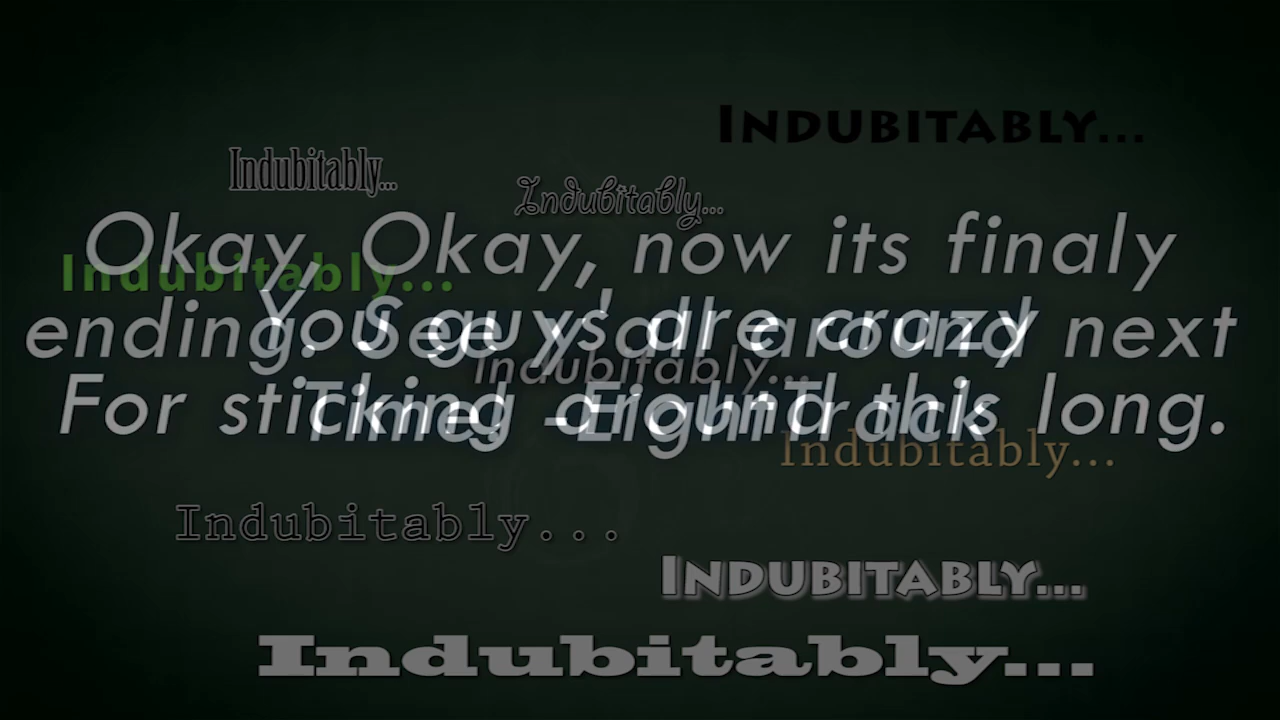 Indubitably...
Indubitably...
Indubitably...
Okay, Okay, now its finaly
ending. See y'all around next
Time! -EightTrack
Indubitably...
You guys are crazy
For sticking around this long.
Indubitably...
Indubitably...
Indubitably...
Indubitably...
Indubitably...